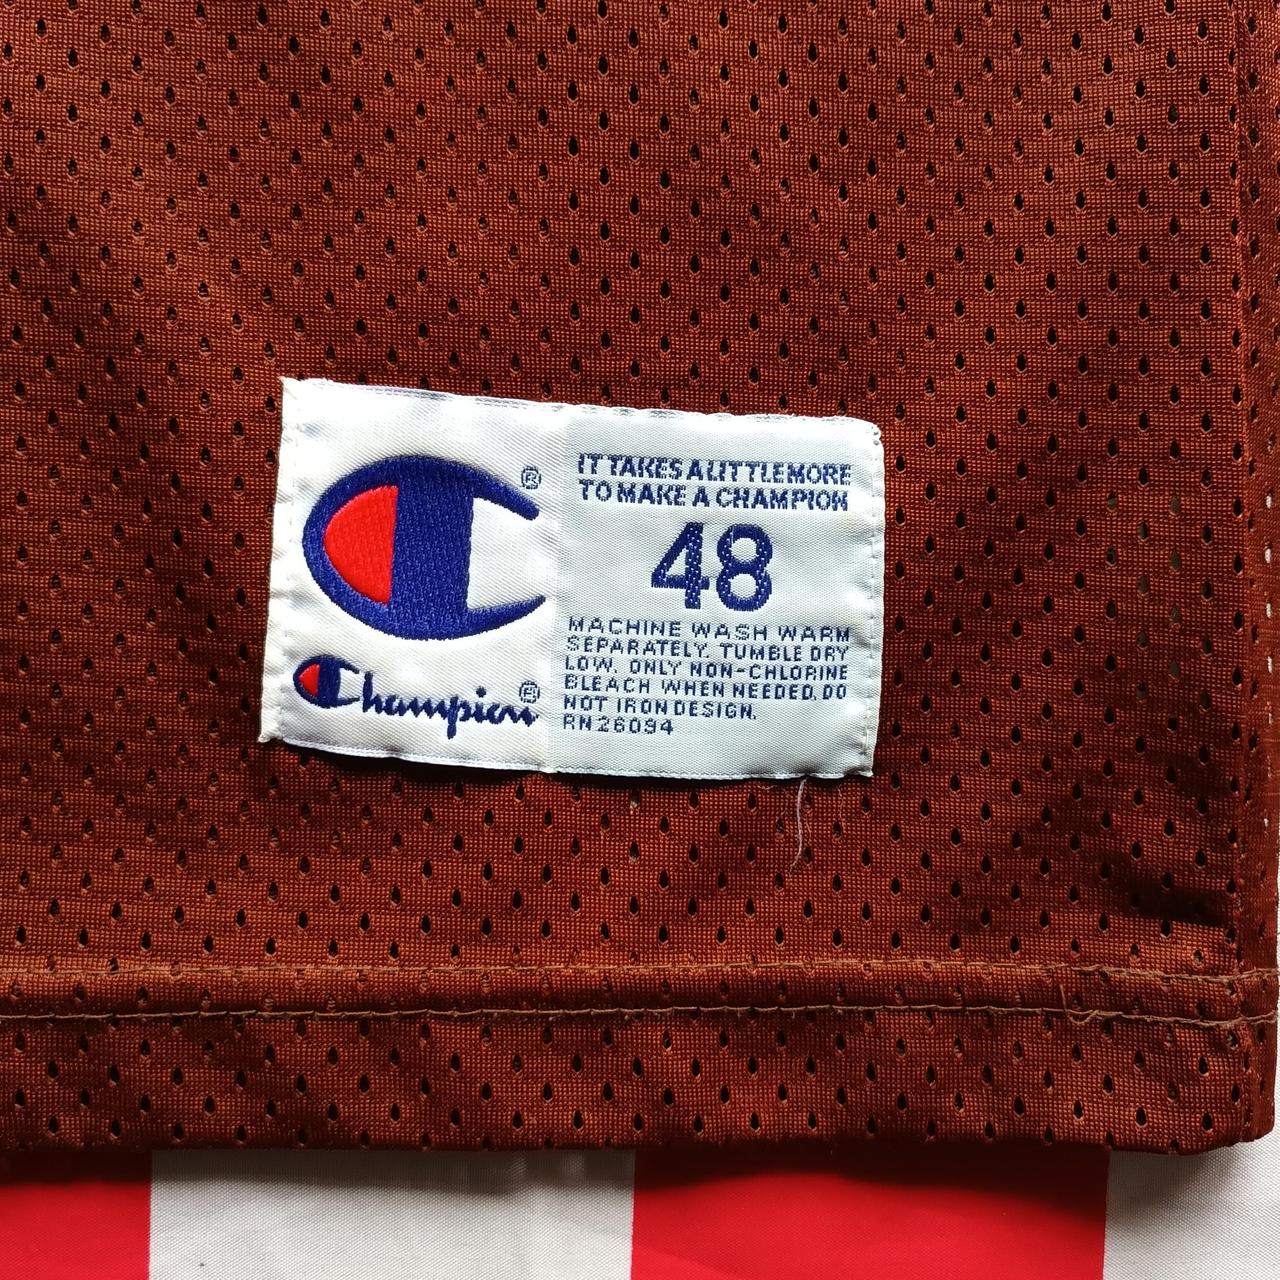 ®
Champion®
IT TAKES A LITTLE MORE
TO MAKE A CHAMPION
48
MACHINE WASH WARM
SEPARATELY. TUMBLE DRY
LOW. ONLY NON-CHLORINE
BLEACH WHEN NEEDED. DO
NOT IRON DESIGN.
RN26094